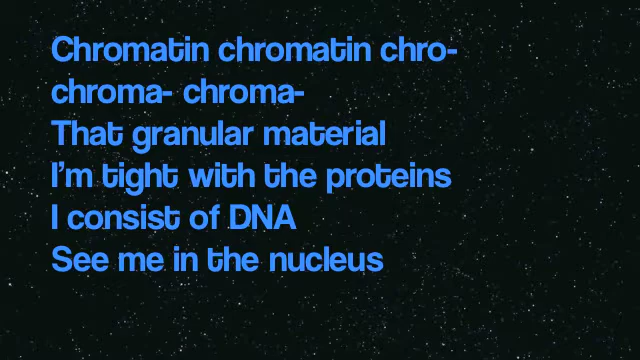 Chromatin chromatin chro-
chroma- chroma-
That granular material
I'm tight with the proteins
I consist of DNA
See me in the nucleus